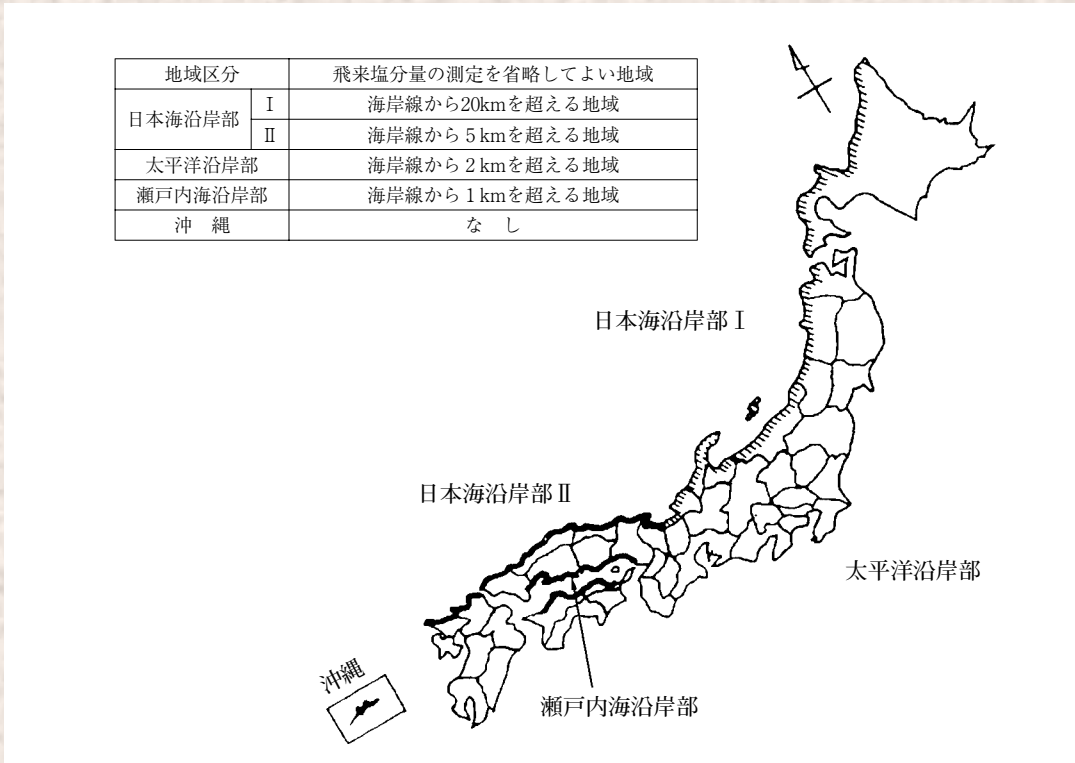 地域区分 飛来塩分量の測定を省略してよい地域
日本海沿岸部 Ⅰ 海岸線から20kmを超える地域
Ⅱ 海岸線から5kmを超える地域
太平洋沿岸部 海岸線から2kmを超える地域
瀬戸内海沿岸部 海岸線から1kmを超える地域
沖縄 なし
日本海沿岸部Ⅰ
日本海沿岸部Ⅱ
太平洋沿岸部
沖縄
瀬戸内海沿岸部